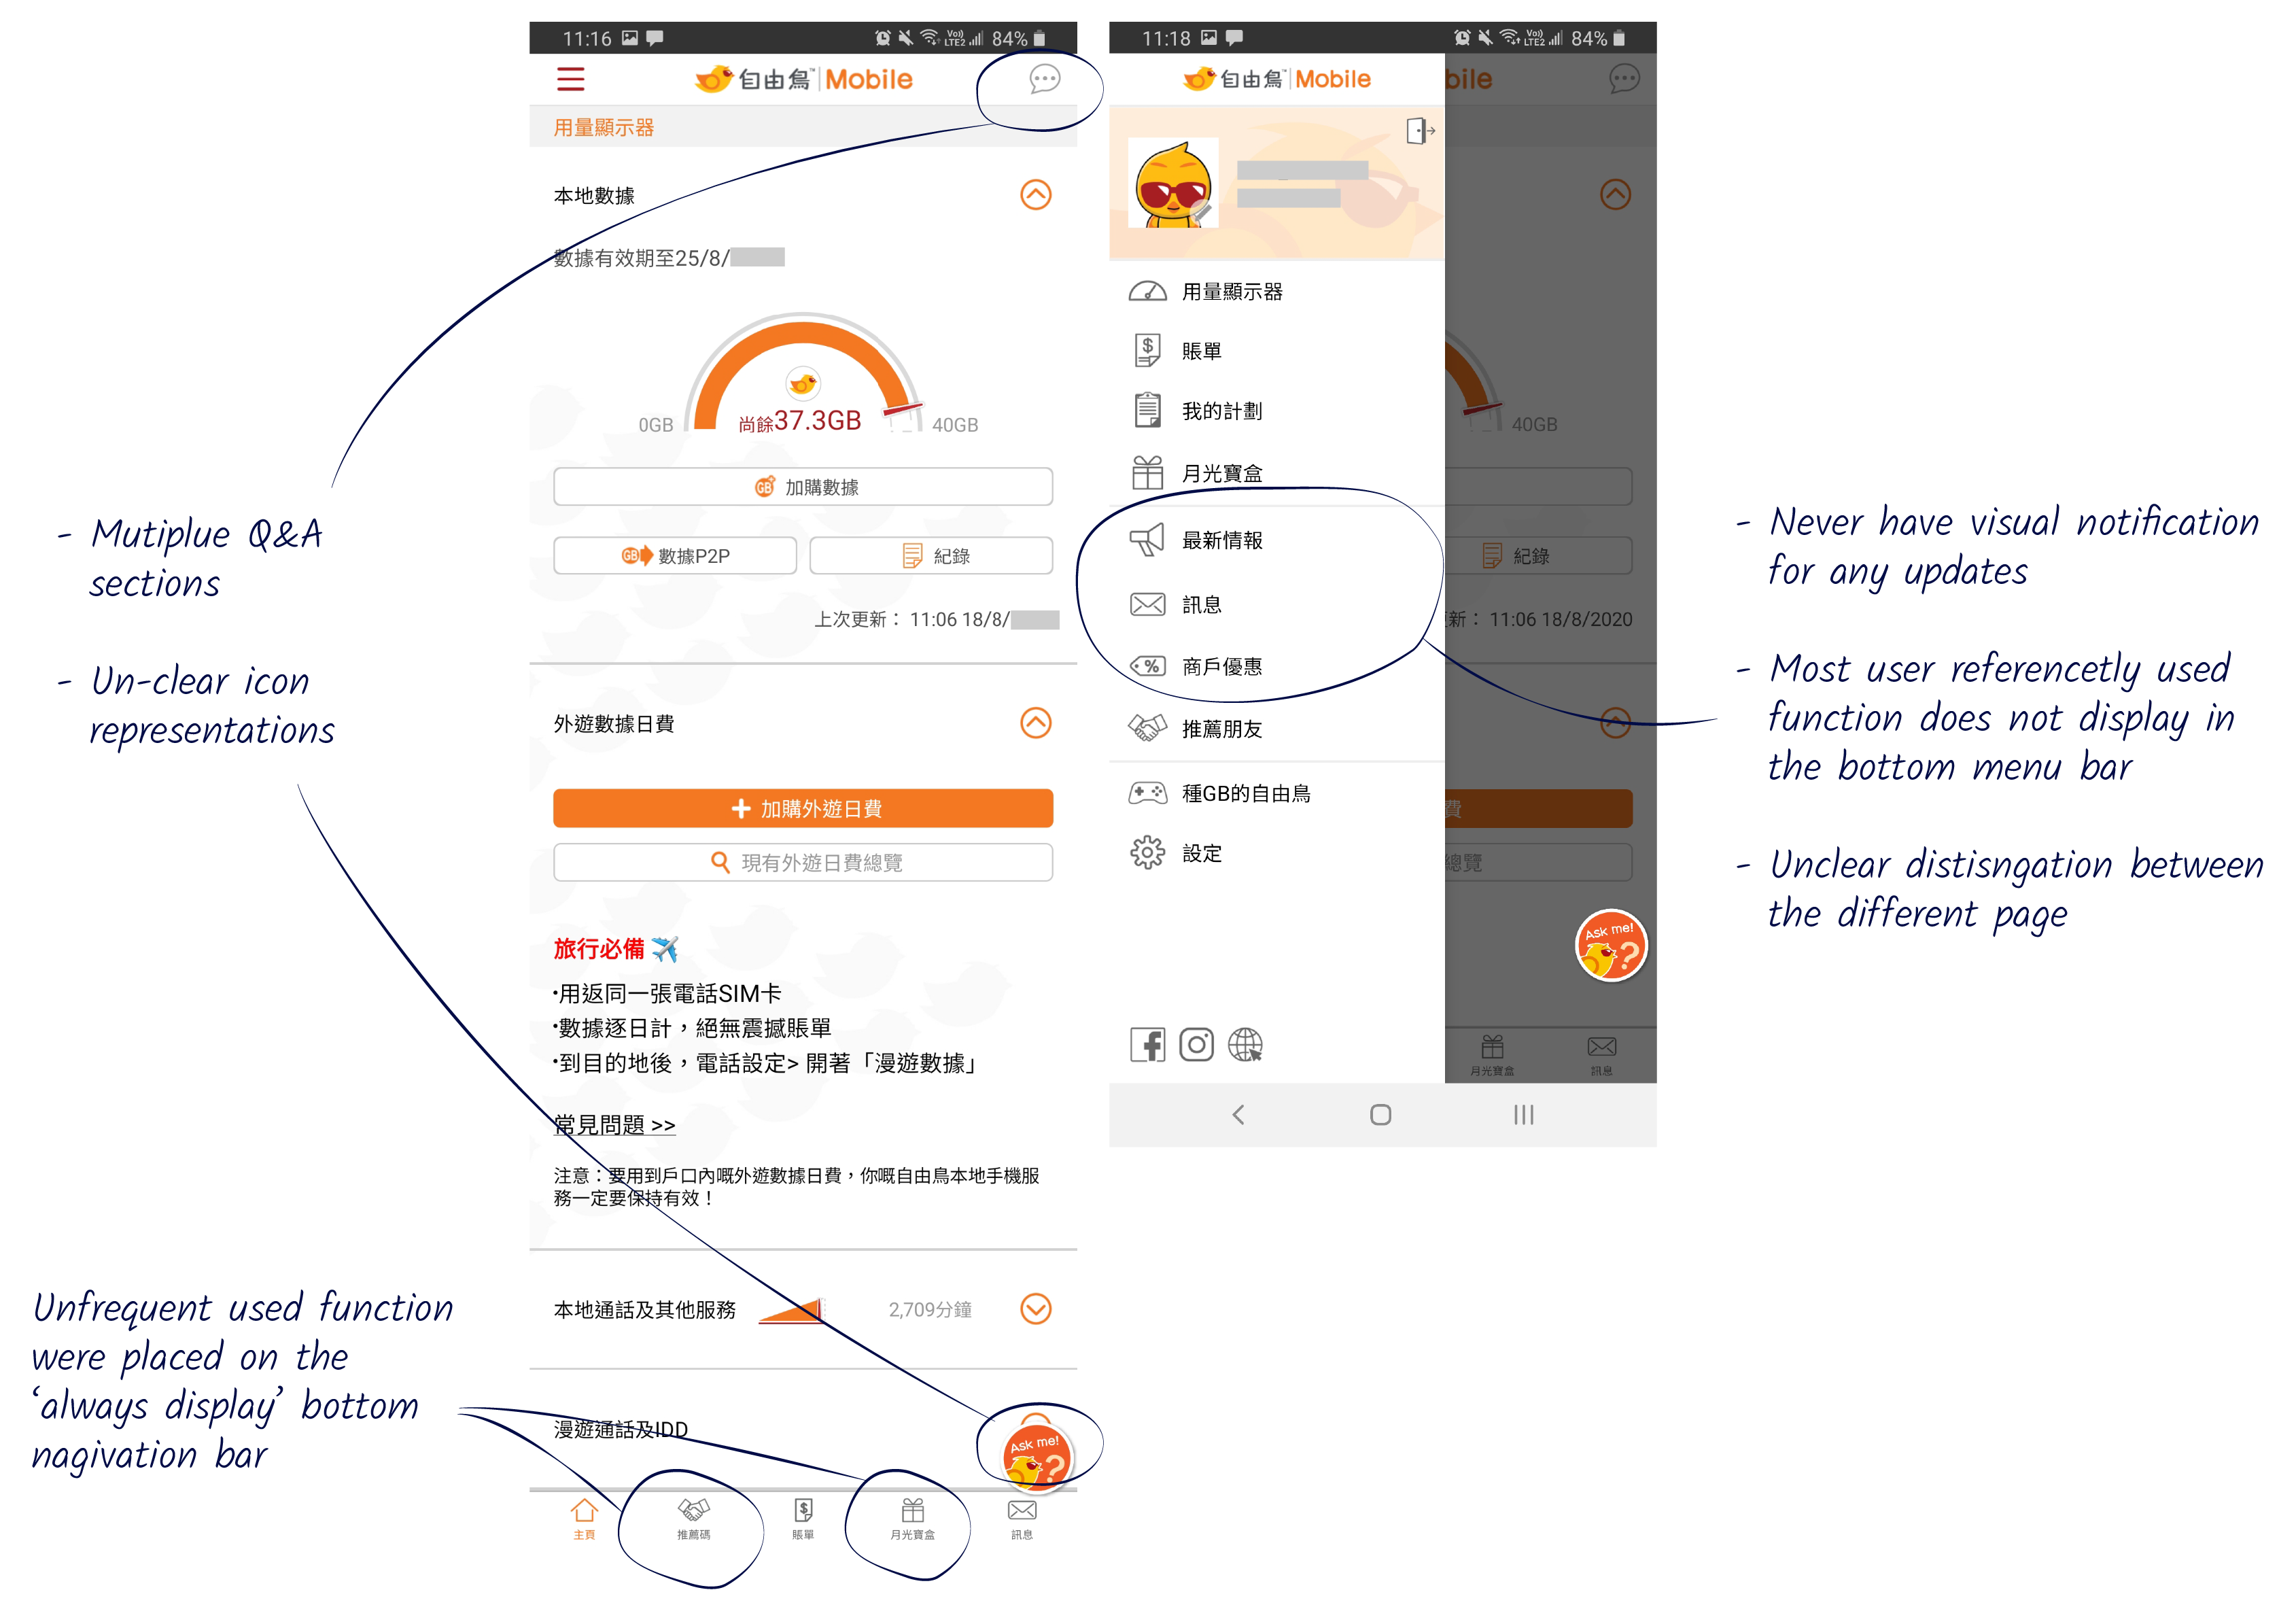 11:16
Voo) LTE2 84%
自由鳥™ Mobile
用量顯示器
本地數據
數據有效期至25/8/
0GB
尚餘37.3GB
40GB
GB 加購數據
GB 數據P2P
紀錄
上次更新： 11:06 18/8/
外遊數據日費
加購外遊日費
現有外遊日費總覽
旅行必備
•用返同一張電話SIM卡
•數據逐日計，絕無震撼賬單
•到目的地後，電話設定> 開著「漫遊數據」
常見問題 >>
注意：要用到戶口內嘅外遊數據日費，你嘅自由鳥本地手機服
務一定要保持有效！
本地通話及其他服務
2,709分鐘
漫遊通話及IDD
Ask me!
?
主頁
推薦碼
賬單
月光寶盒
訊息
11:18
Voo) LTE2 84%
自由鳥™ Mobile
bile
用量顯示器
賬單
我的計劃
月光寶盒
最新情報
訊息
商戶優惠
推薦朋友
種GB的自由鳥
設定
40GB
紀錄
新： 11:06 18/8/2020
費
總覽
Ask me!
?
月光寶盒
訊息
- Mutiplue Q&A
sections
- Un-clear icon
representations
Unfrequent used function
were placed on the
‘always display’ bottom
nagivation bar
- Never have visual notification
for any updates
- Most user referencetly used
function does not display in
the bottom menu bar
- Unclear distisngation between
the different page